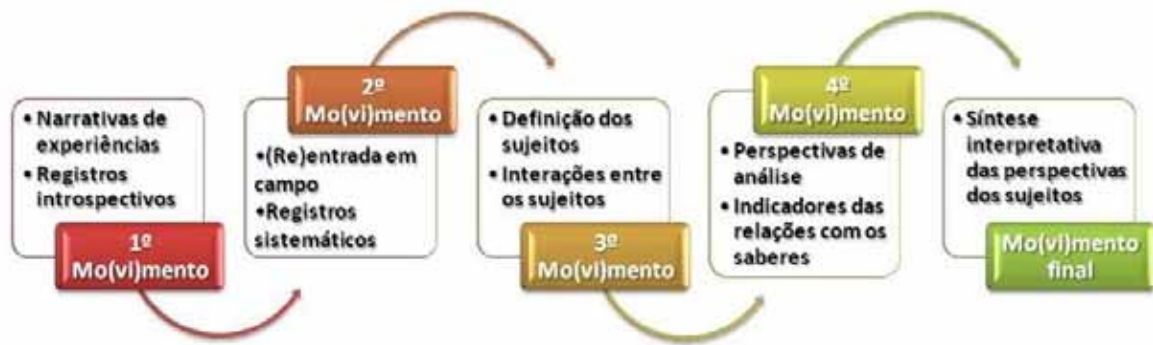 • Narrativas de
experiências
• Registros
introspectivos
1º
Mo(vi)mento
2º
Mo(vi)mento
•(Re)entrada em
campo
•Registros
sistemáticos
• Definição dos
sujeitos
• Interações entre
os sujeitos
3º
Mo(vi)mento
4º
Mo(vi)mento
• Perspectivas de
análise
• Indicadores das
relações com os
saberes
• Síntese
interpretativa
das perspectivas
dos sujeitos
Mo(vi)mento
final